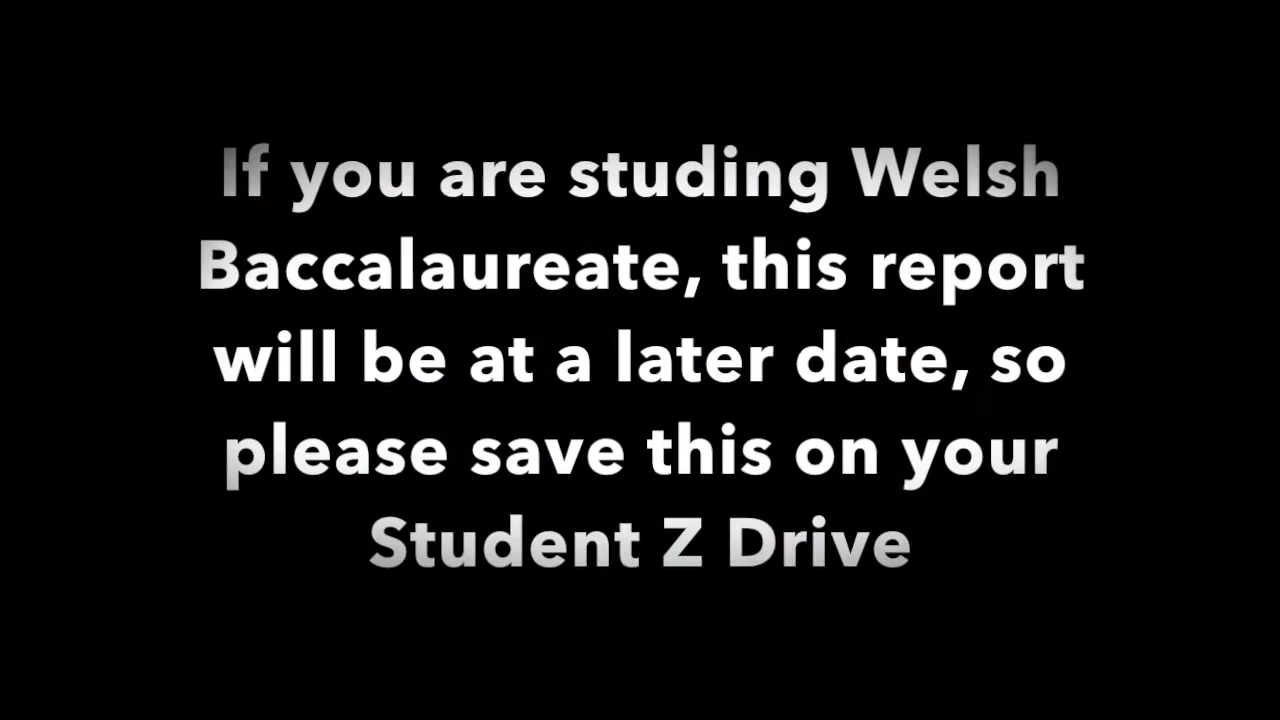 If you are studing Welsh
Baccalaureate, this report
will be at a later date, so
please save this on your
Student Z Drive